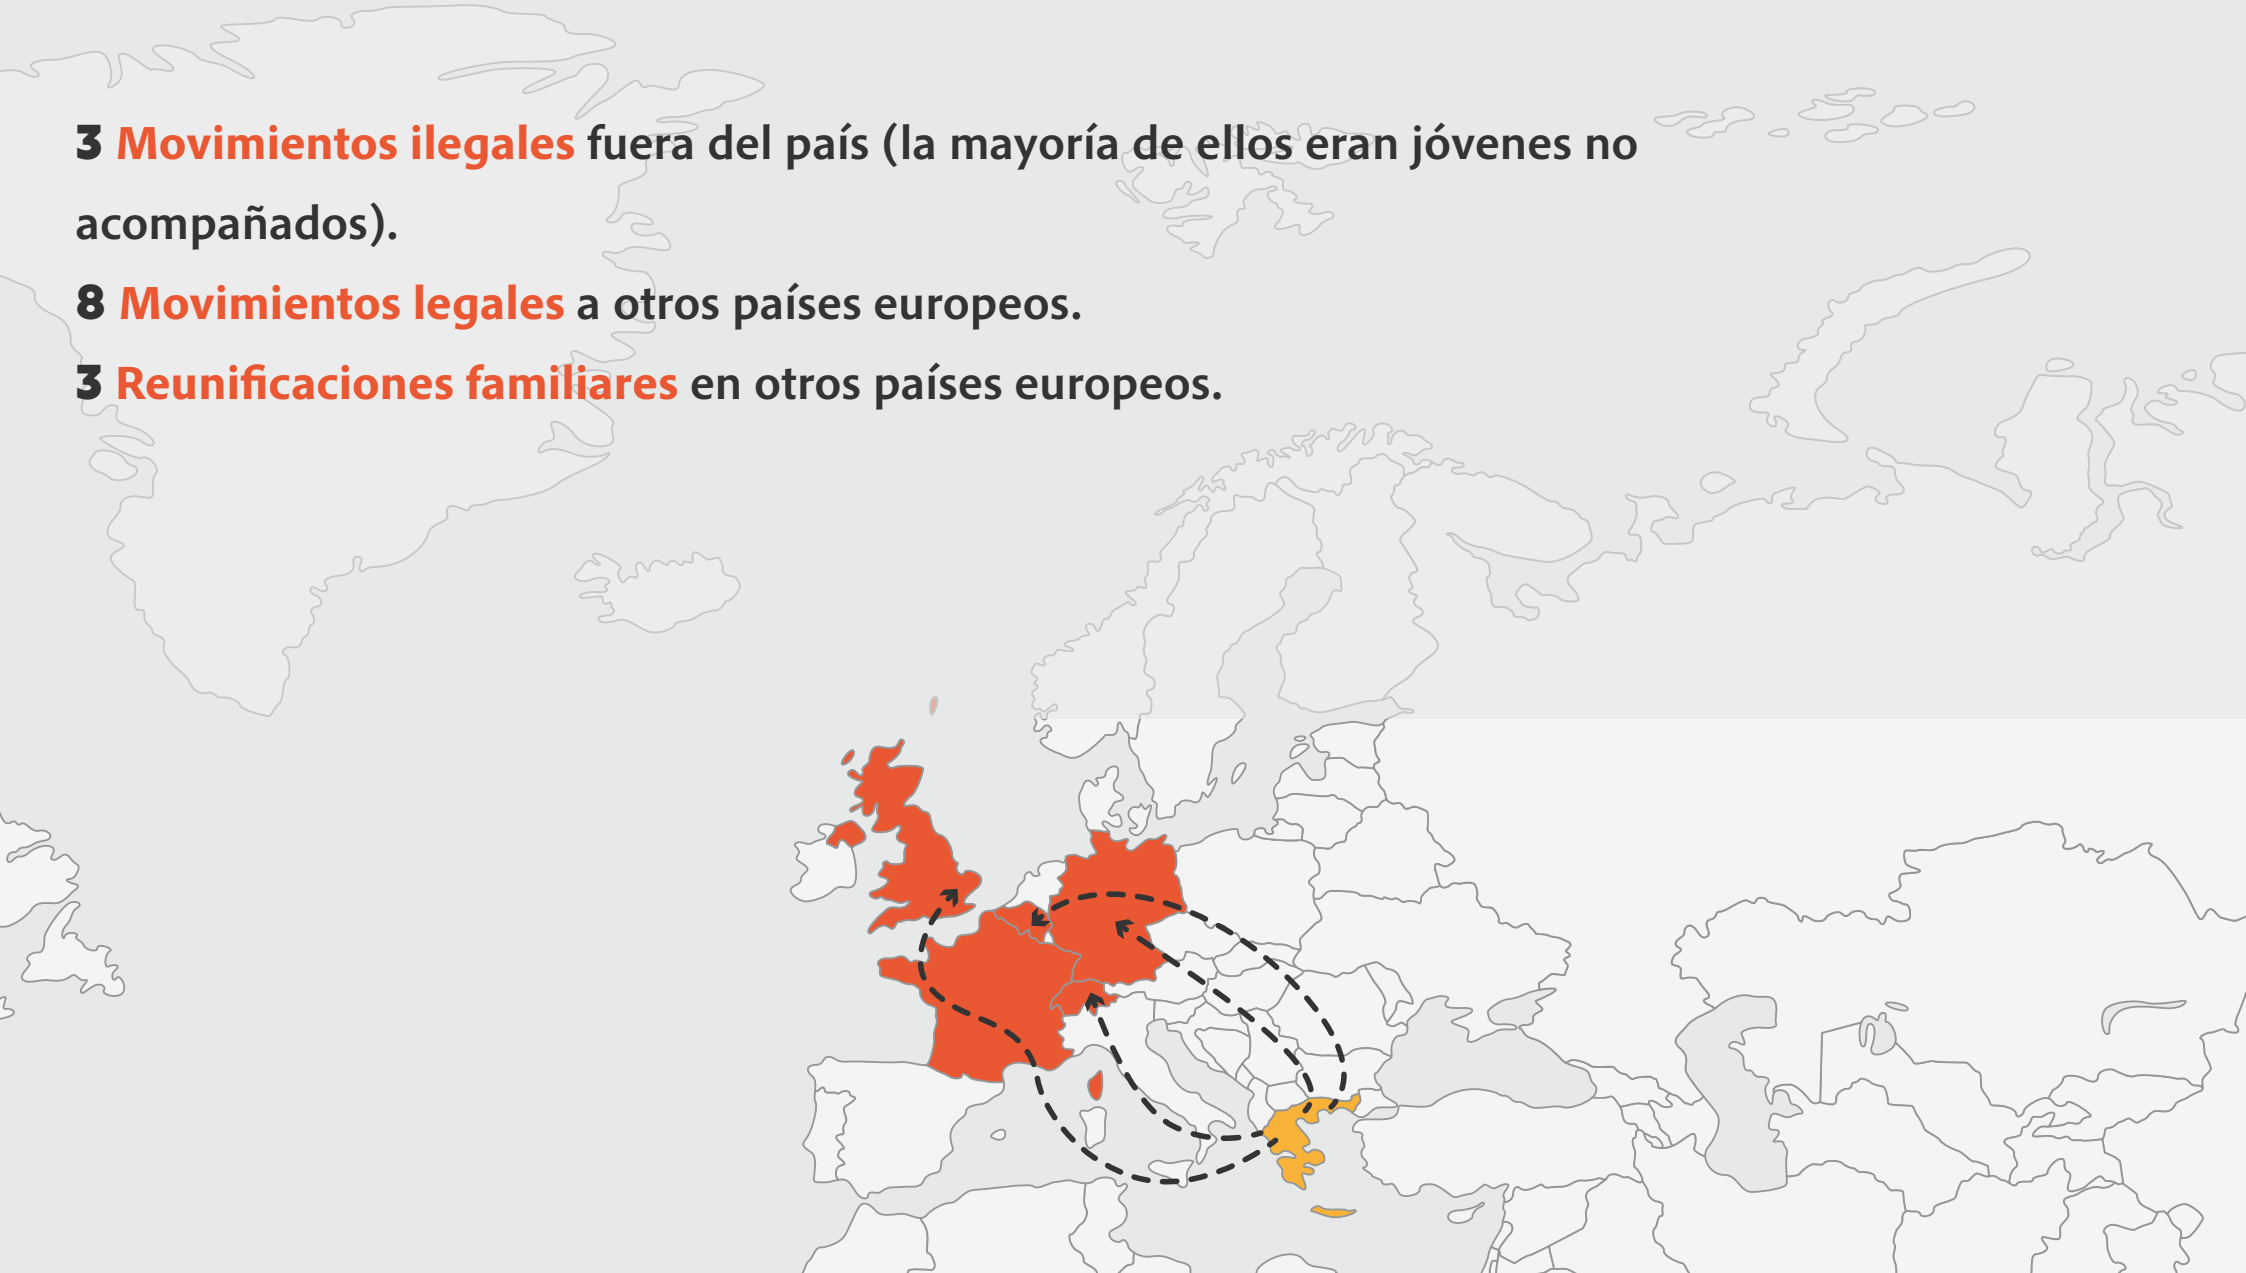 3 Movimientos ilegales fuera del país (la mayoría de ellos eran jóvenes no
acompañados).
8 Movimientos legales a otros países europeos.
3 Reunificaciones familiares en otros países europeos.